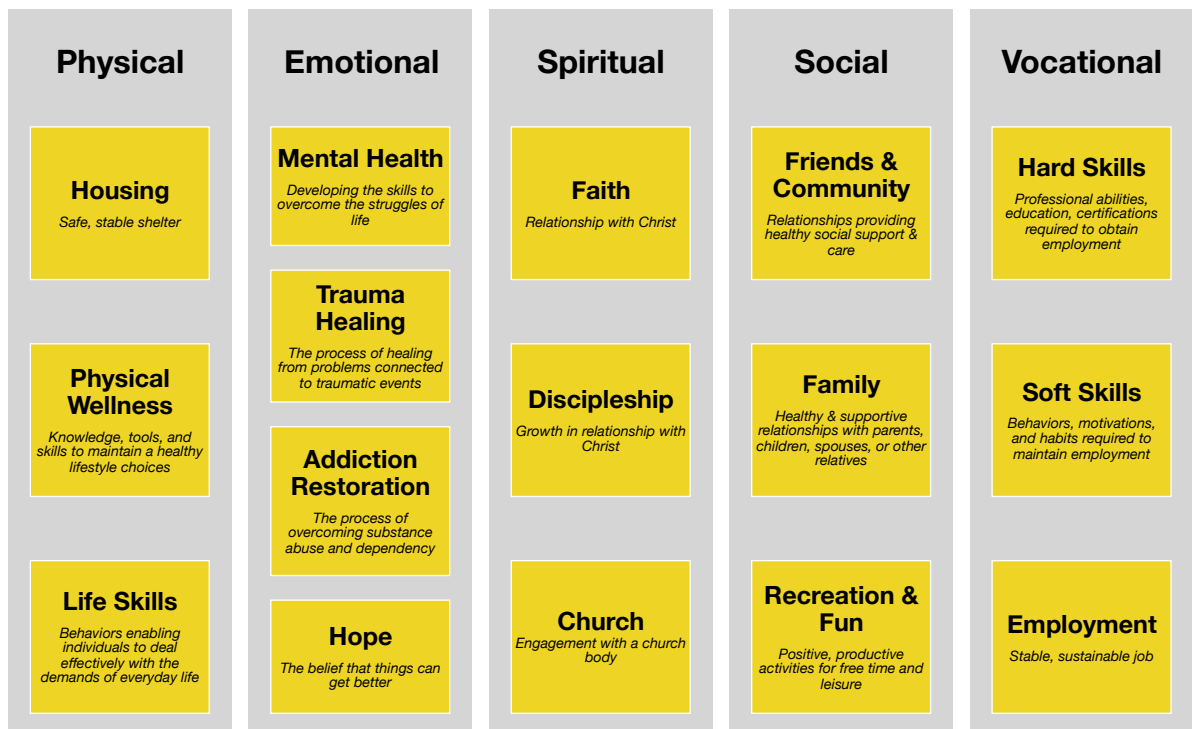 Physical
Housing
Safe, stable shelter
Physical
Wellness
Knowledge, tools, and
skills to maintain a healthy
lifestyle choices
Life Skills
Behaviors enabling
individuals to deal
effectively with the
demands of everyday life
Emotional
Mental Health
Developing the skills to
overcome the struggles of
life
Trauma
Healing
The process of healing
from problems connected
to traumatic events
Addiction
Restoration
The process of
overcoming substance
abuse and dependency
Hope
The belief that things can
get better
Spiritual
Faith
Relationship with Christ
Discipleship
Growth in relationship with
Christ
Church
Engagement with a church
body
Social
Friends &
Community
Relationships providing
healthy social support &
care
Family
Healthy & supportive
relationships with parents,
children, spouses, or other
relatives
Recreation &
Fun
Positive, productive
activities for free time and
leisure
Vocational
Hard Skills
Professional abilities,
education, certifications
required to obtain
employment
Soft Skills
Behaviors, motivations,
and habits required to
maintain employment
Employment
Stable, sustainable job